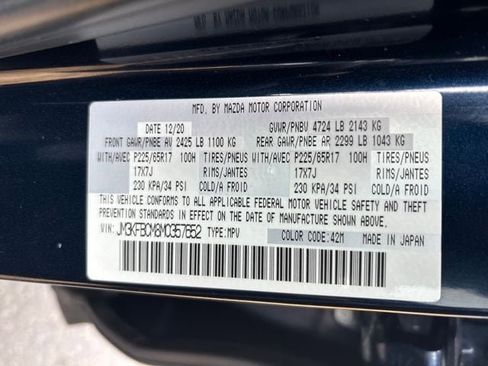 MFD. BY MAZDA MOTOR CORPORATION
DATE 12/20 GVWR/PNBV 4724 LB 2143 KG
FRONT GAWR/PNBE AV 2425 LB 1100 KG REAR GAWR/PNBE AR 2299 LB 1043 KG
WITH/AVEC P225/65R17 100H TIRES/PNEUS WITH/AVEC P225/65R17 100H TIRES/PNEUS
17X7J RIMS/JANTES 17X7J RIMS/JANTES
230 KPA/34 PSI COLD/A FROID 230 KPA/34 PSI COLD/A FROID
THIS VEHICLE CONFORMS TO ALL APPLICABLE FEDERAL MOTOR VEHICLE SAFETY AND
THEFT PREVENTION STANDARDS IN EFFECT ON THE DATE OF MANUFACTURE SHOWN ABOVE.
VIN: JM3KFBCM8M0357652 TYPE:MPV COLOR CODE:42M MADE IN JAPAN